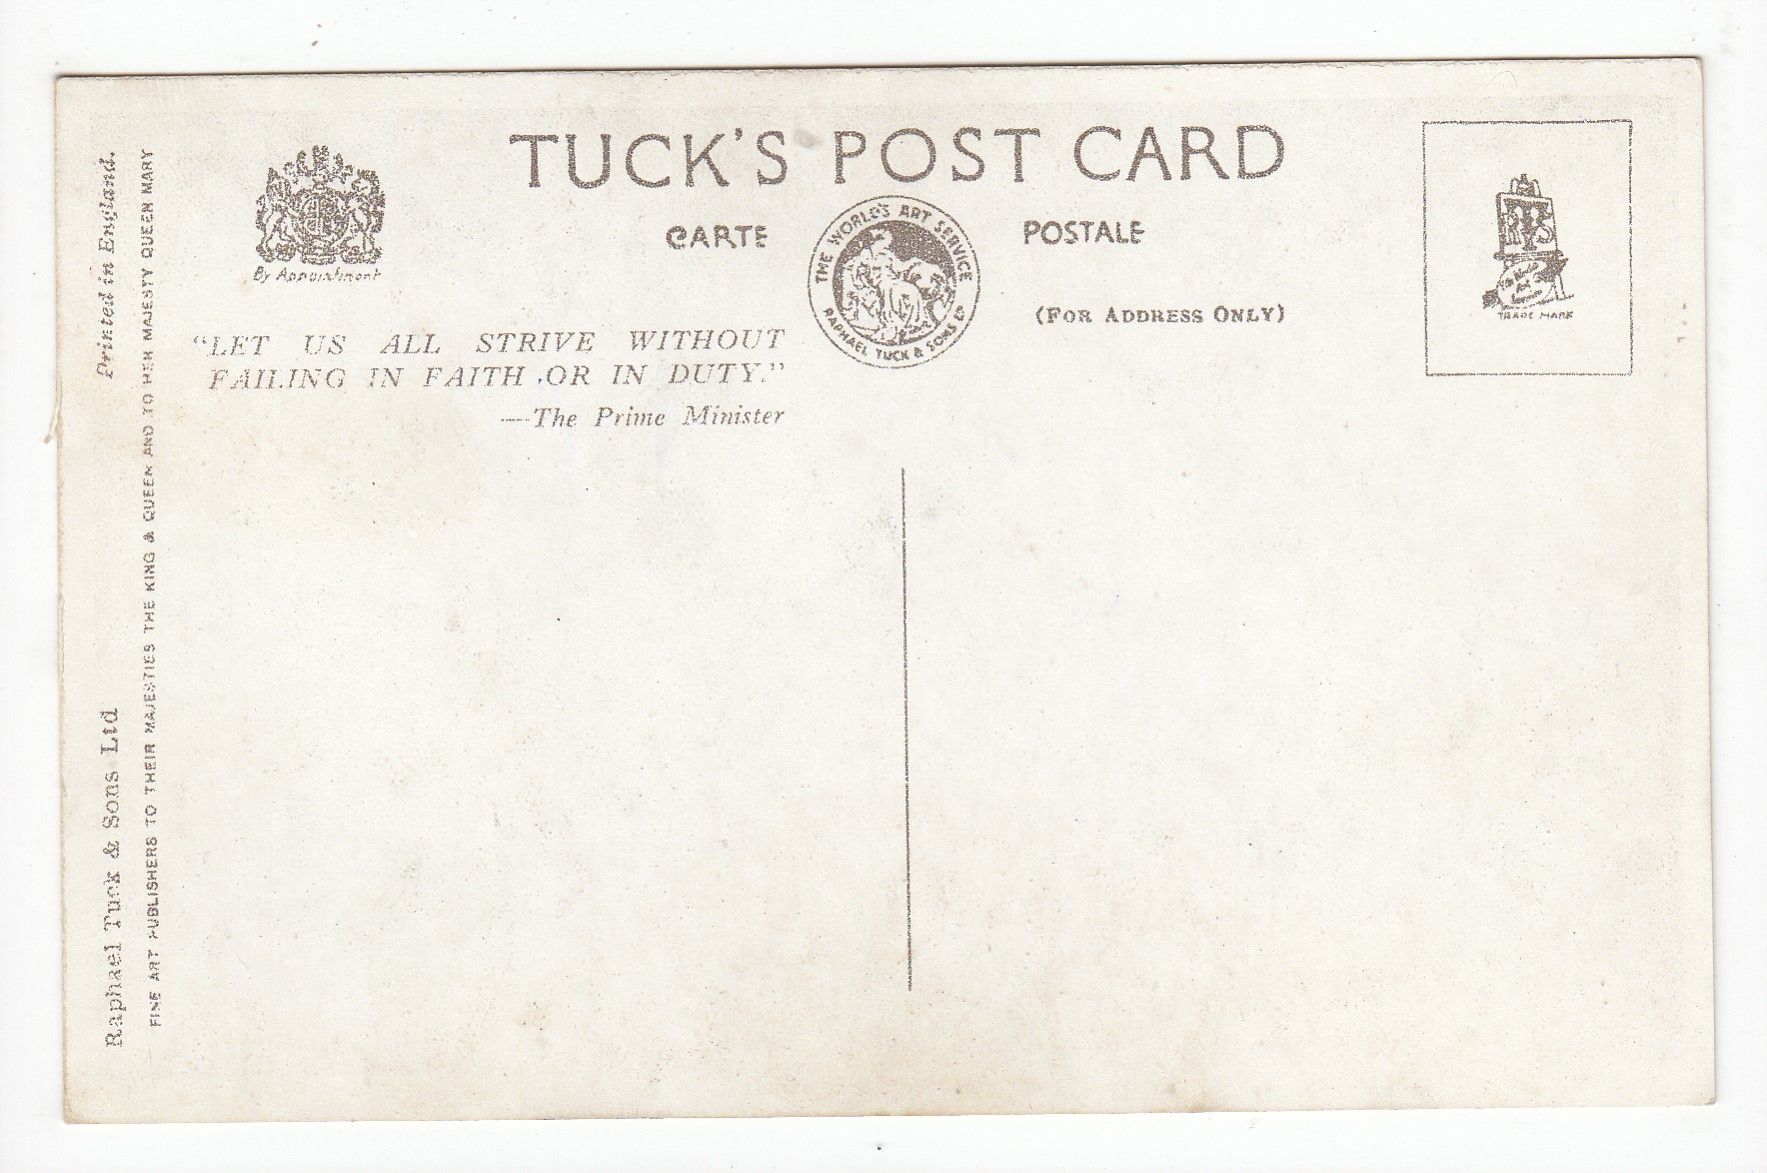 TUCK'S POST CARD
CARTE POSTALE
By Appointment
THE WORLD'S ART SERVICE
RAPHAEL TUCK & SONS LD
(FOR ADDRESS ONLY)
R T S
TRADE MARK
"LET US ALL STRIVE WITHOUT
FAILING IN FAITH OR IN DUTY."
—The Prime Minister
Raphael Tuck & Sons Ltd Printed in England.
FINE ART PUBLISHERS TO THEIR MAJESTIES THE KING & QUEEN AND TO HER MAJESTY QUEEN MARY